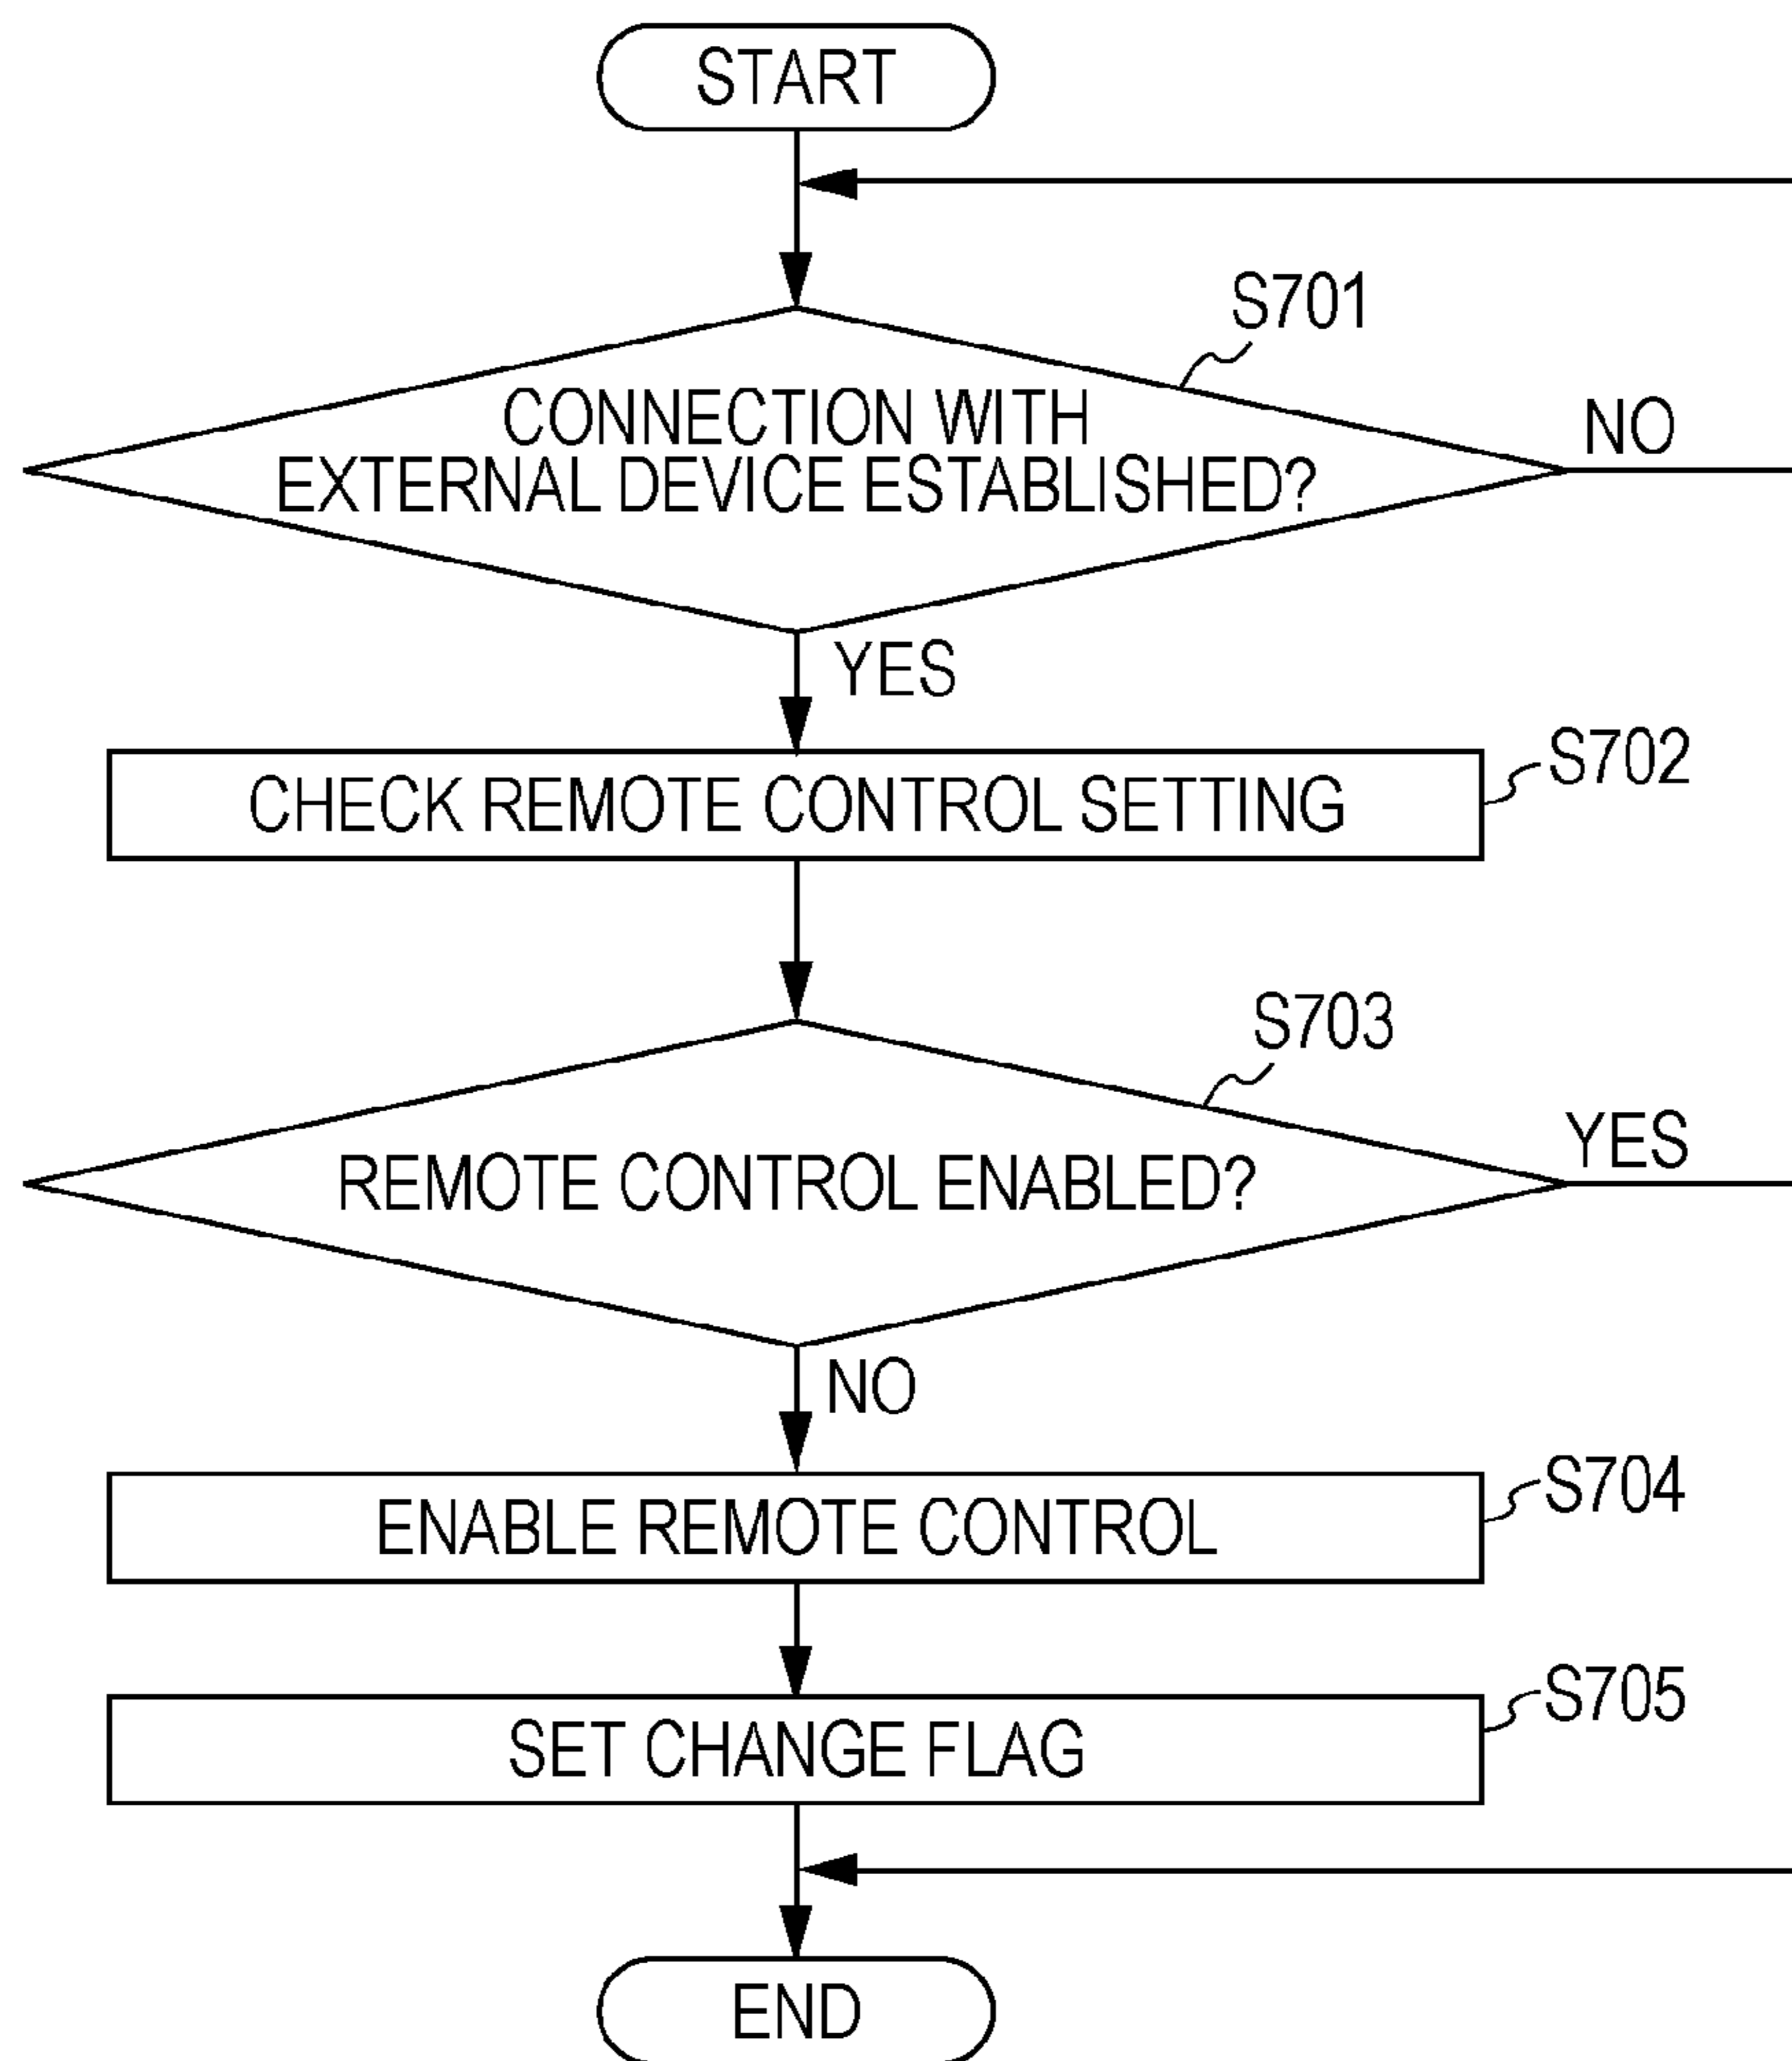 START
S701
CONNECTION WITH
EXTERNAL DEVICE ESTABLISHED?
NO
YES
S702
CHECK REMOTE CONTROL SETTING
S703
YES
REMOTE CONTROL ENABLED?
NO
S704
ENABLE REMOTE CONTROL
S705
SET CHANGE FLAG
END